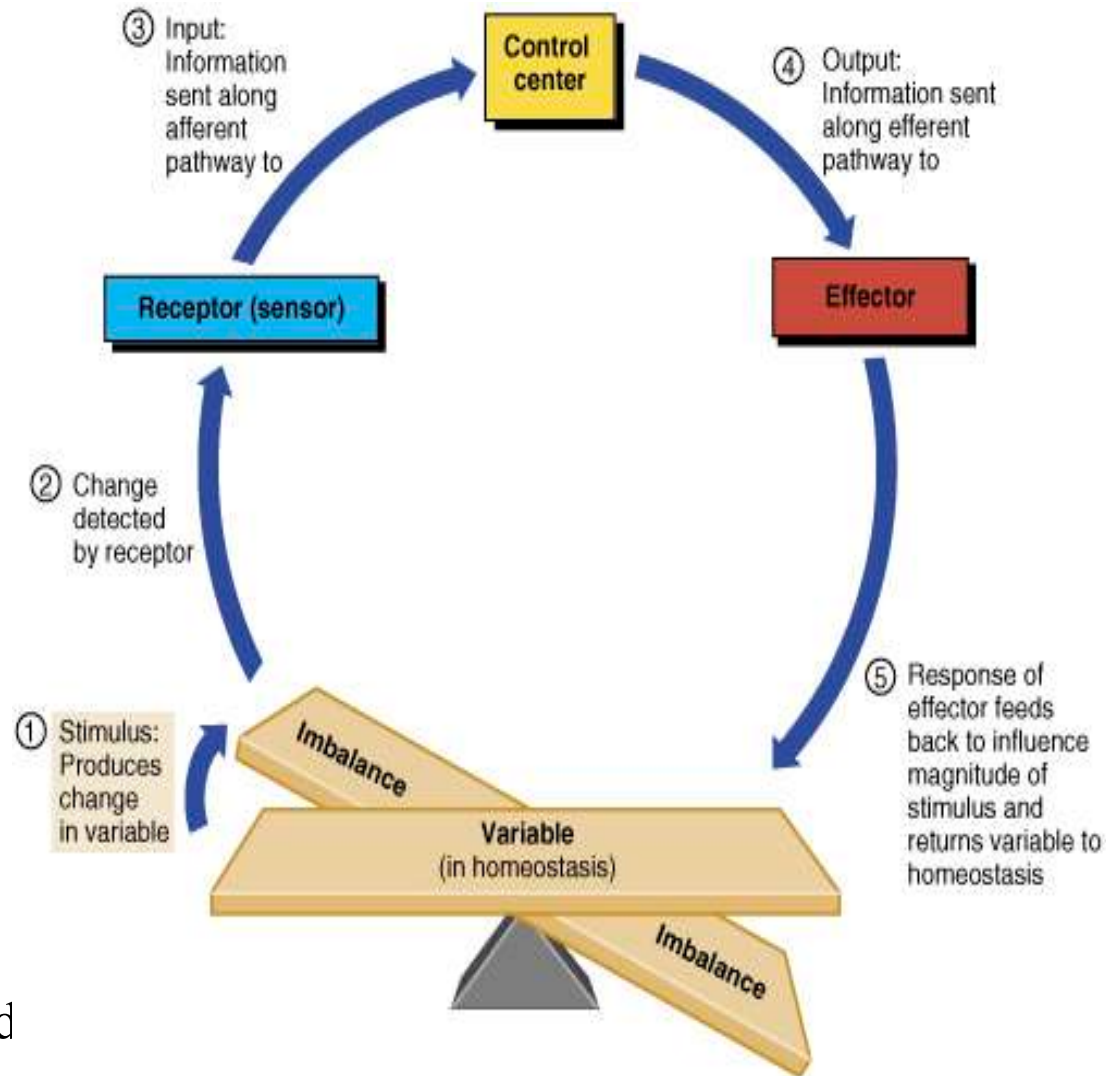 ③ Input:
Information
sent along
afferent
pathway to
Control
center
④ Output:
Information sent
along efferent
pathway to
Receptor (sensor)
Effector
② Change
detected
by receptor
① Stimulus:
Produces
change
in variable
Imbalance
Variable
(in homeostasis)
Imbalance
⑤ Response of
effector feeds
back to influence
magnitude of
stimulus and
returns variable to
homeostasis
d